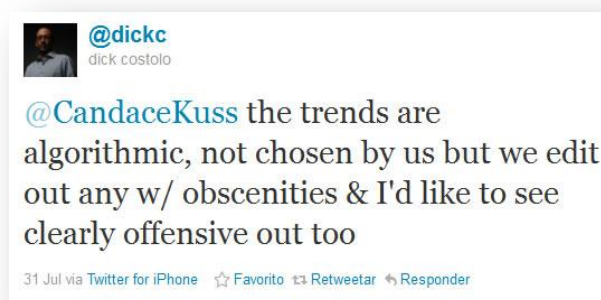 @dickc
dick costolo
@CandaceKuss the trends are
algorithmic, not chosen by us but we edit
out any w/ obscenities & I'd like to see
clearly offensive out too
31 Jul via Twitter for iPhone Favorito Retweetar Responder